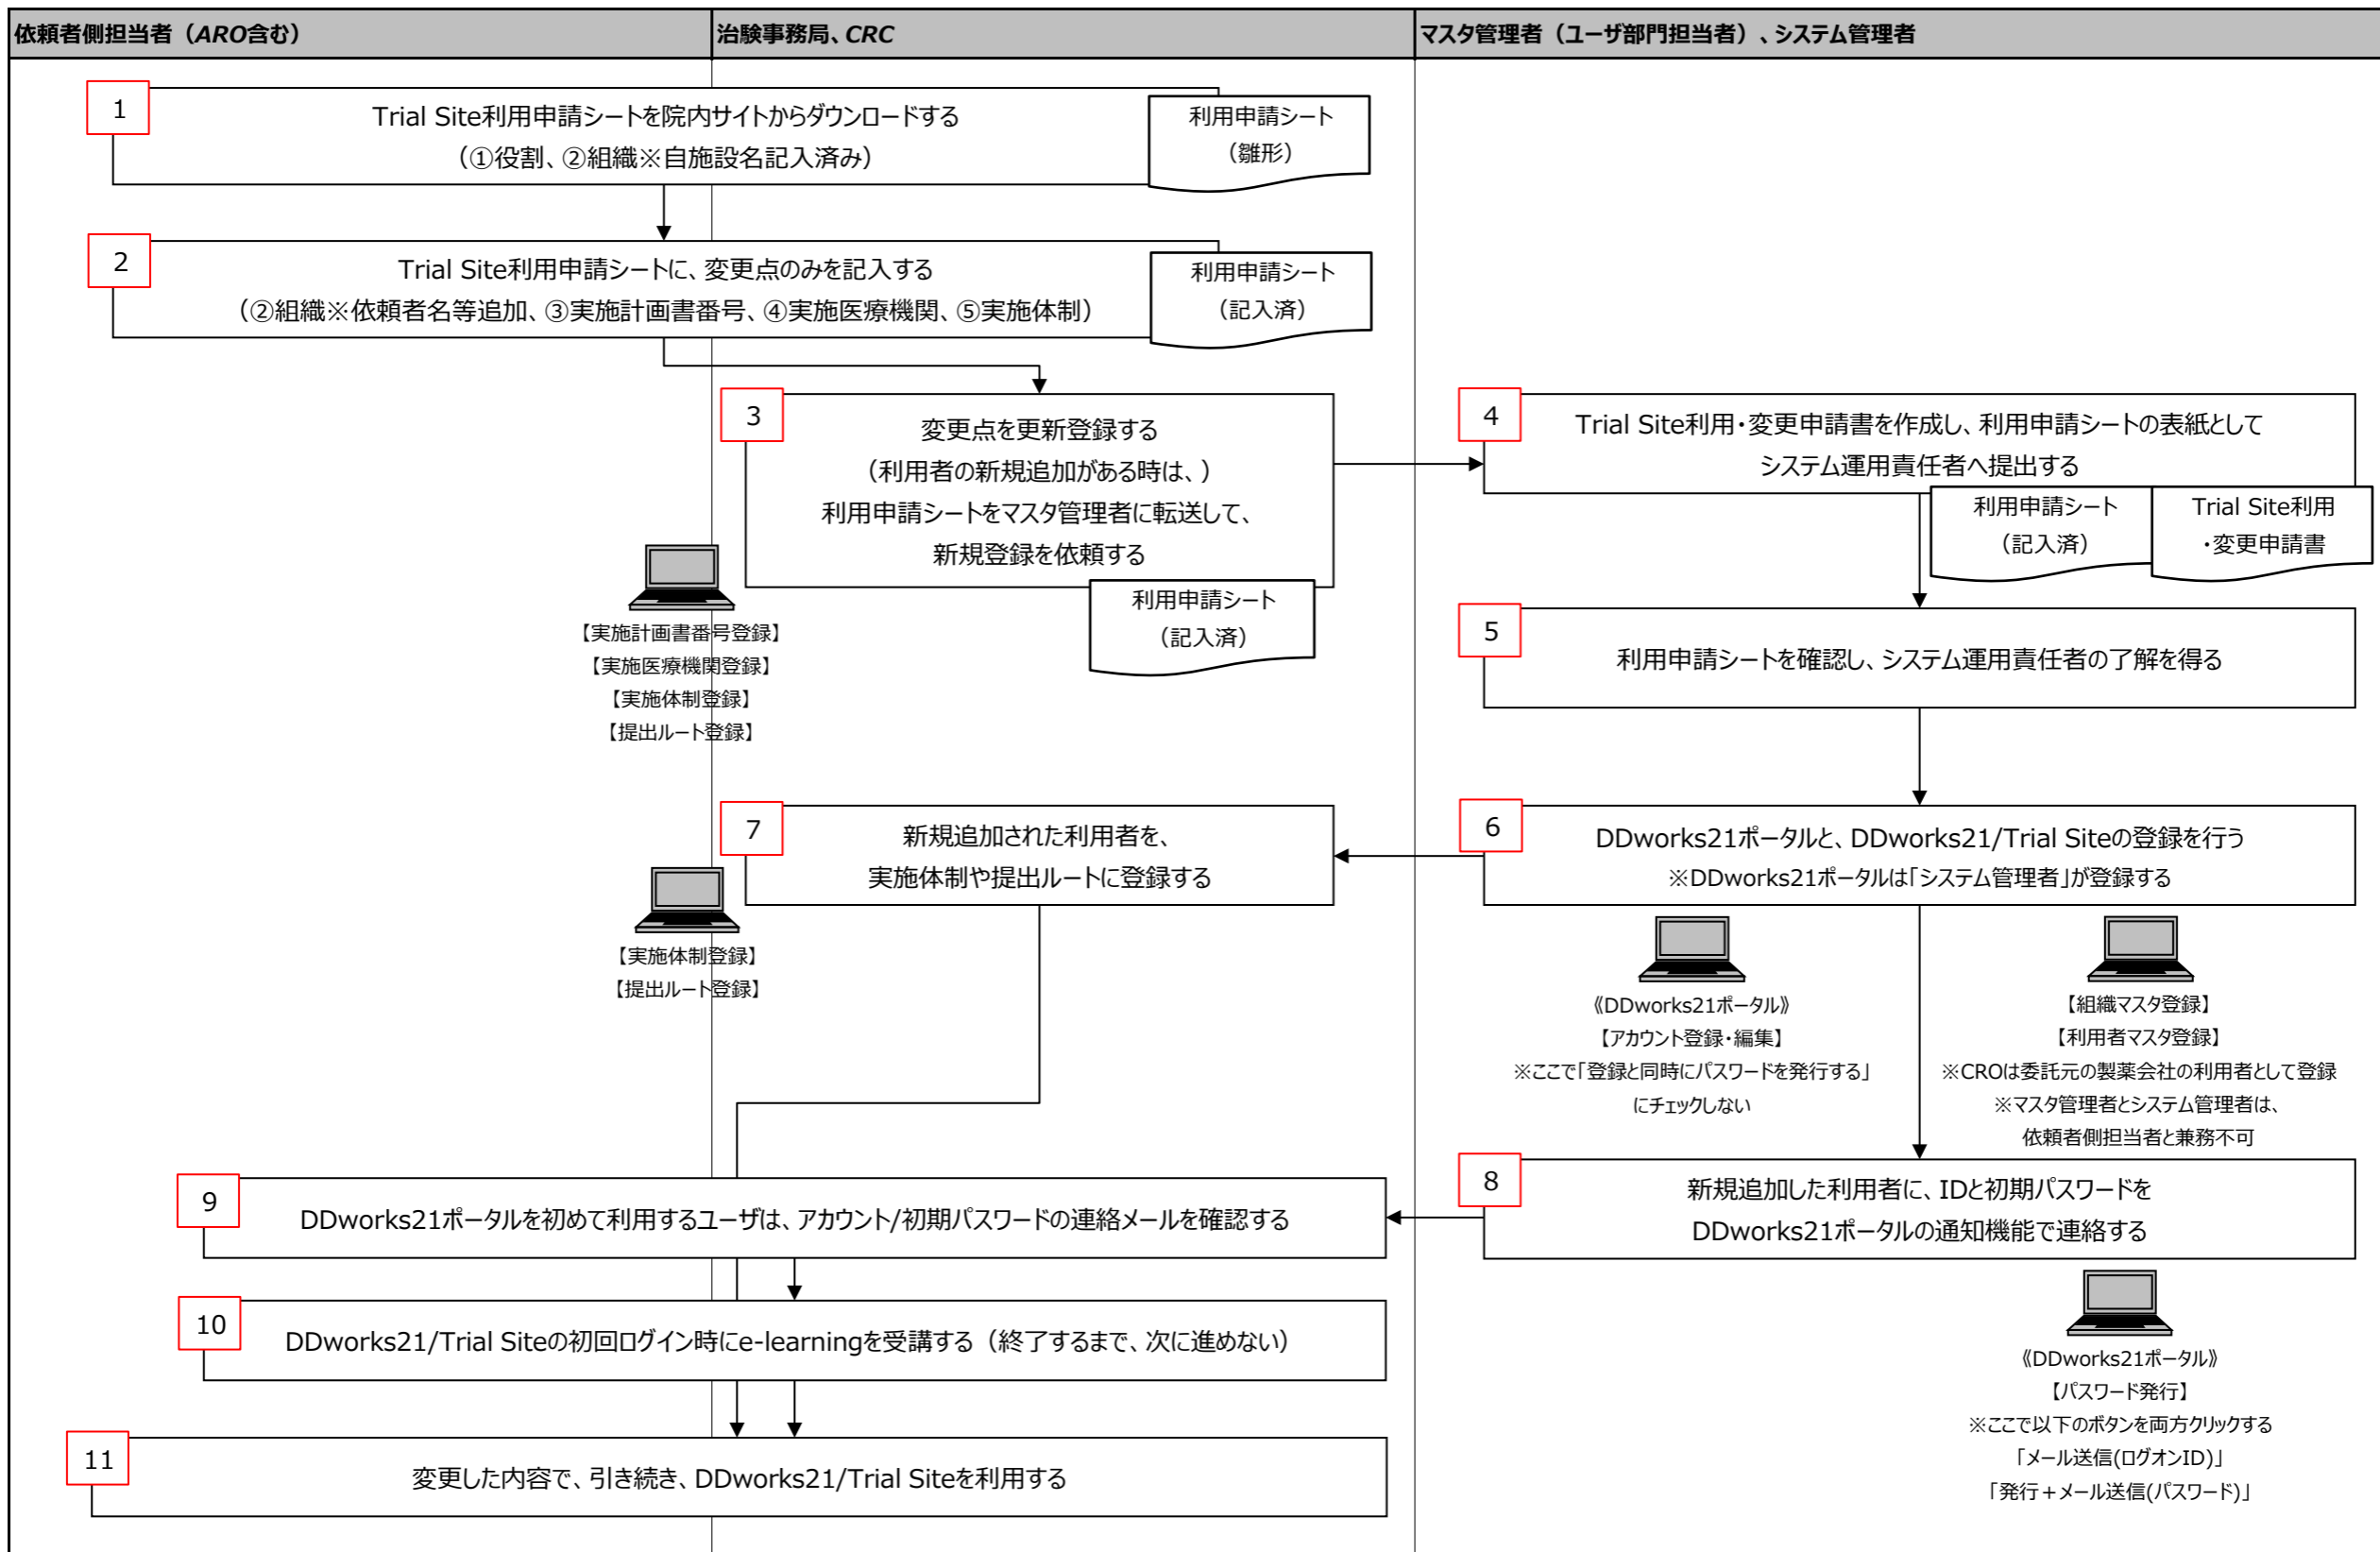 依頼者側担当者（ARO含む）
治験事務局、CRC
マスタ管理者（ユーザ部門担当者）、システム管理者
1
Trial Site利用申請シートを院内サイトからダウンロードする
（①役割、②組織※自施設名記入済み）
利用申請シート
（雛形）
2
Trial Site利用申請シートに、変更点のみを記入する
（②組織※依頼者名等追加、③実施計画書番号、④実施医療機関、⑤実施体制）
利用申請シート
（記入済）
3
変更点を更新登録する
（利用者の新規追加がある時は、）
利用申請シートをマスタ管理者に転送して、
新規登録を依頼する
利用申請シート
（記入済）
【実施計画書番号登録】
【実施医療機関登録】
【実施体制登録】
【提出ルート登録】
4
Trial Site利用・変更申請書を作成し、利用申請シートの表紙として
システム運用責任者へ提出する
利用申請シート
（記入済）
Trial Site利用
・変更申請書
5
利用申請シートを確認し、システム運用責任者の了解を得る
6
DDworks21ポータルと、DDworks21/Trial Siteの登録を行う
※DDworks21ポータルは「システム管理者」が登録する
《DDworks21ポータル》
【アカウント登録・編集】
※ここで「登録と同時にパスワードを発行する」
にチェックしない
【組織マスタ登録】
【利用者マスタ登録】
※CROは委託元の製薬会社の利用者として登録
※マスタ管理者とシステム管理者は、
依頼者側担当者と兼務不可
7
新規追加された利用者を、
実施体制や提出ルートに登録する
【実施体制登録】
【提出ルート登録】
8
新規追加した利用者に、IDと初期パスワードを
DDworks21ポータルの通知機能で連絡する
《DDworks21ポータル》
【パスワード発行】
※ここで以下のボタンを両方クリックする
「メール送信(ログオンID)」
「発行＋メール送信(パスワード)」
9
DDworks21ポータルを初めて利用するユーザは、アカウント/初期パスワードの連絡メールを確認する
10
DDworks21/Trial Siteの初回ログイン時にe-learningを受講する（終了するまで、次に進めない）
11
変更した内容で、引き続き、DDworks21/Trial Siteを利用する